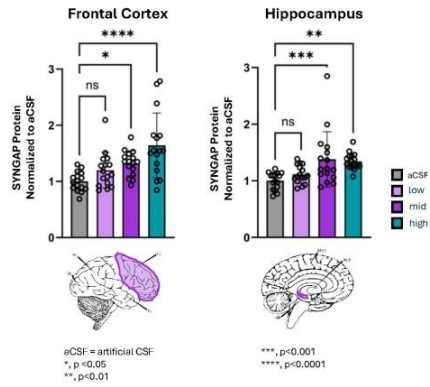 Frontal Cortex
****
*
ns
SYNGAP Protein
Normalized to aCSF
3
2
1
0
Hippocampus
**
***
ns
SYNGAP Protein
Normalized to aCSF
3
2
1
0
aCSF
low
mid
high
aCSF = artificial CSF
*, p <0.05
**, p<0.01
***, p<0.001
****, p<0.0001